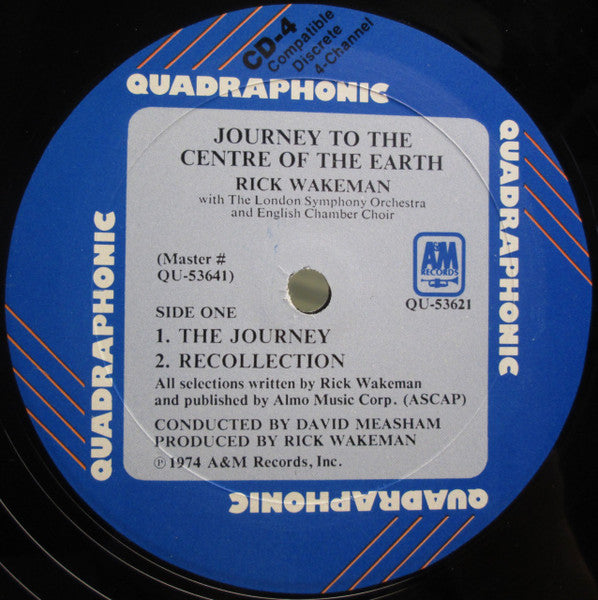 CD-4
Compatible
Discrete
4-Channel
QUADRAPHONIC
JOURNEY TO THE
CENTRE OF THE EARTH
RICK WAKEMAN
with The London Symphony Orchestra
and English Chamber Choir
(Master #
QU-53641)
A&M
RECORDS
QU-53621
SIDE ONE
1. THE JOURNEY
2. RECOLLECTION
All selections written by Rick Wakeman
and published by Almo Music Corp. (ASCAP)
CONDUCTED BY DAVID MEASHAM
PRODUCED BY RICK WAKEMAN
℗ 1974 A&M Records, Inc.
QUADRAPHONIC
QUADRAPHONIC
QUADRAPHONIC